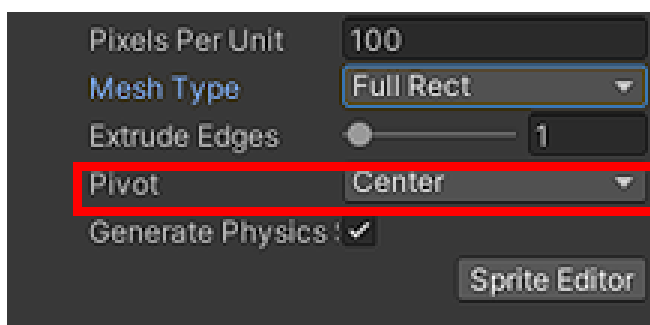 Pixels Per Unit 100
Mesh Type Full Rect
Extrude Edges 1
Pivot Center
Generate Physics
Sprite Editor